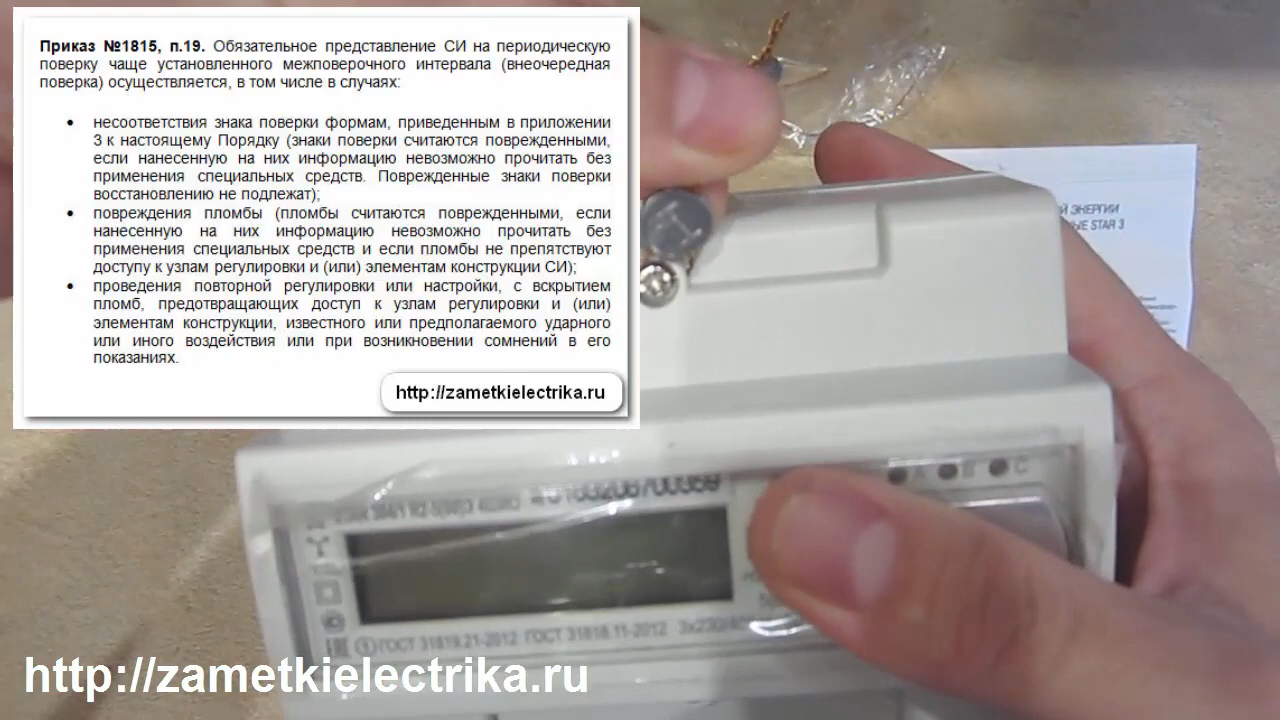 Приказ №1815, п.19. Обязательное представление СИ на периодическую
поверку чаще установленного межповерочного интервала (внеочередная
поверка) осуществляется, в том числе в случаях:
• несоответствия знака поверки формам, приведенным в приложении
3 к настоящему Порядку (знаки поверки считаются поврежденными,
если нанесенную на них информацию невозможно прочитать без
применения специальных средств. Поврежденные знаки поверки
восстановлению не подлежат);
• повреждения пломбы (пломбы считаются поврежденными, если
нанесенную на них информацию невозможно прочитать без
применения специальных средств и если пломбы не препятствуют
доступу к узлам регулировки и (или) элементам конструкции СИ);
• проведения повторной регулировки или настройки, с вскрытием
пломб, предотвращающих доступ к узлам регулировки и (или)
элементам конструкции, известного или предполагаемого ударного
или иного воздействия или при возникновении сомнений в его
показаниях.
http://zametkielectrika.ru
Й ЭНЕРГИИ
STAR 3
A B C
ГОСТ 31819.21-2012 ГОСТ 31818.11-2012 3x230/4
http://zametkielectrika.ru